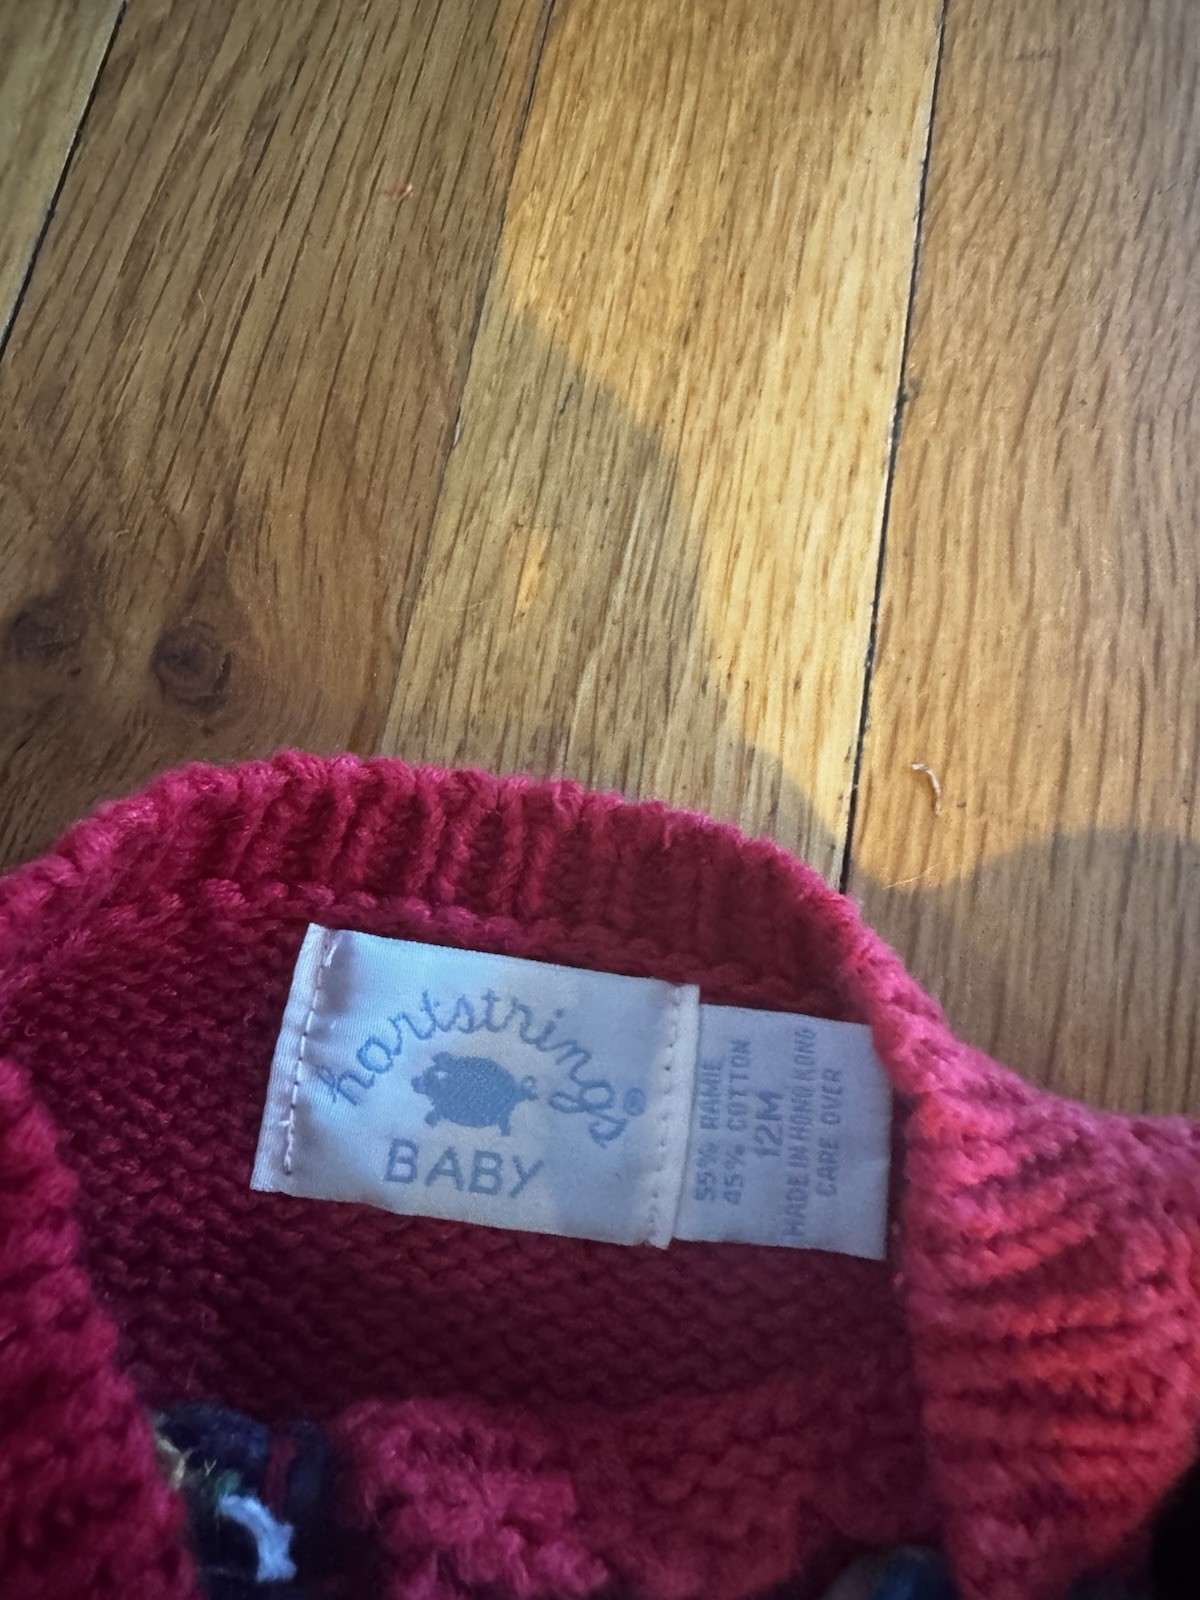 hartstrings®
BABY
55% RAMIE
45% COTTON
12M
MADE IN HONG KONG
CARE OVER